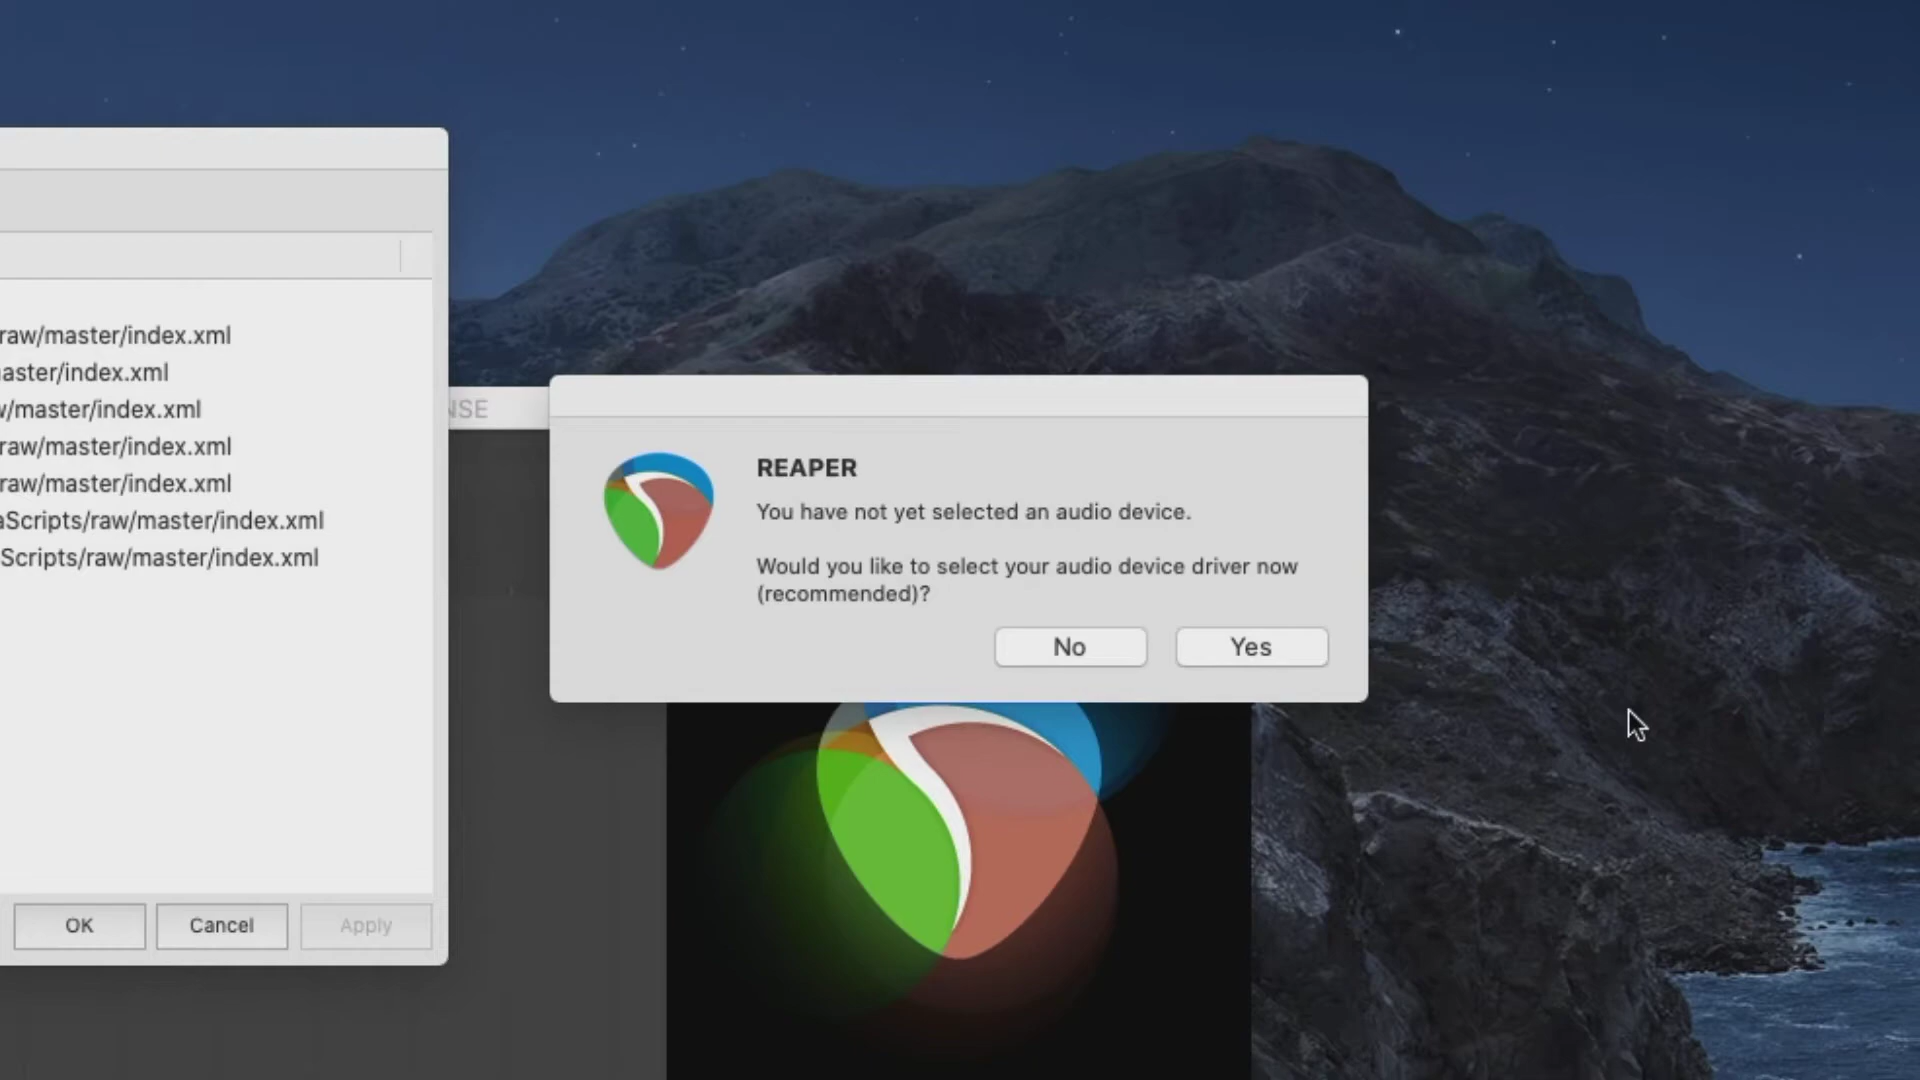 raw/master/index.xml
aster/index.xml
/master/index.xml
raw/master/index.xml
raw/master/index.xml
Scripts/raw/master/index.xml
Scripts/raw/master/index.xml
OK
Cancel
Apply
NSE
REAPER
You have not yet selected an audio device.
Would you like to select your audio device driver now
(recommended)?
No
Yes